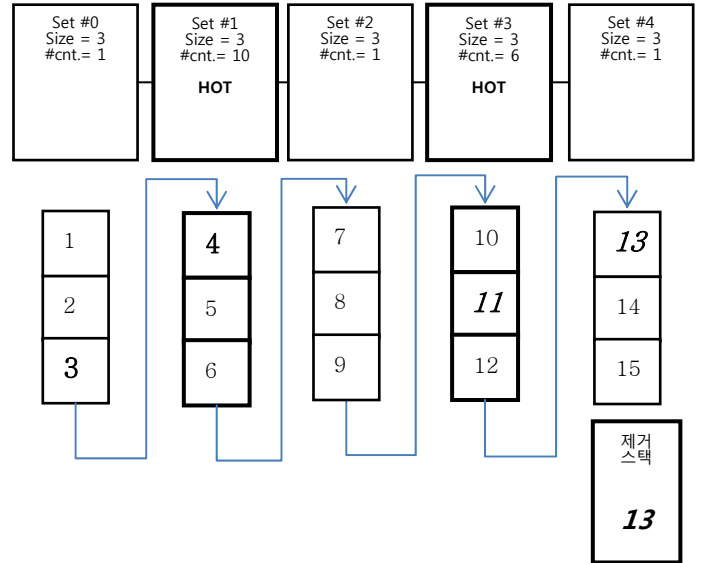 Set #0
Size = 3
#cnt.= 1
Set #1
Size = 3
#cnt.= 10
HOT
Set #2
Size = 3
#cnt.= 1
Set #3
Size = 3
#cnt.= 6
HOT
Set #4
Size = 3
#cnt.= 1
1
2
3
4
5
6
7
8
9
10
11
12
13
14
15
제거
스택
13